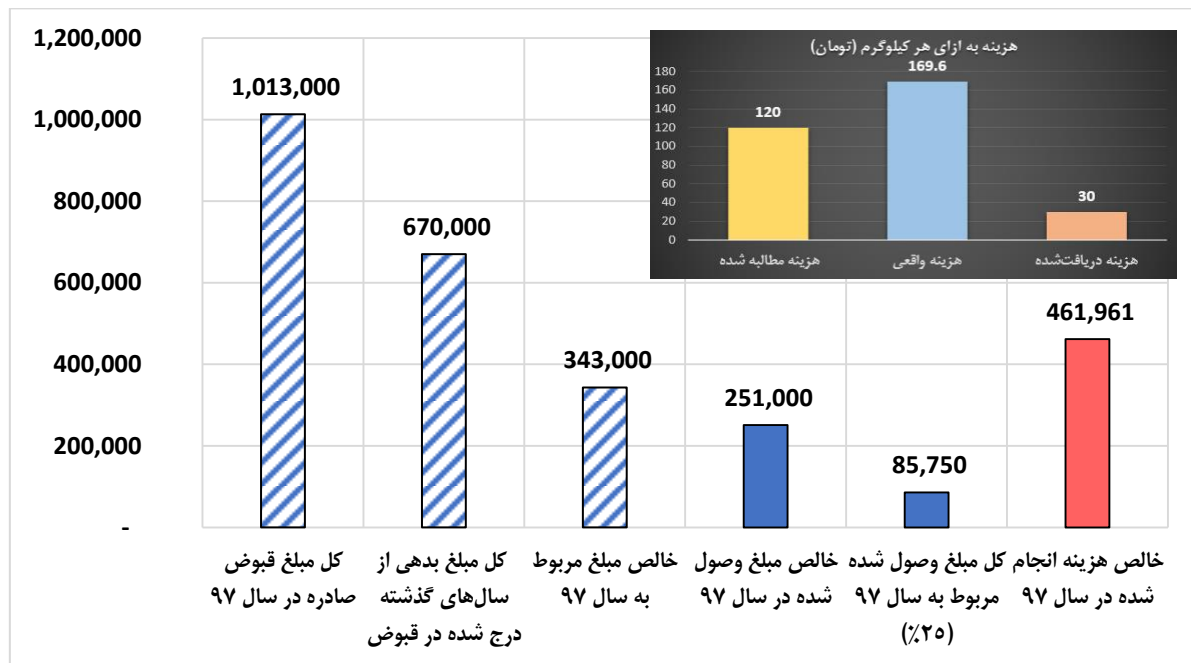 1,200,000
1,000,000
800,000
600,000
400,000
200,000
-
1,013,000
670,000
343,000
251,000
85,750
461,961
کل مبلغ قبوض
صادره در سال ۹۷
کل مبلغ بدهی از
سال‌های گذشته
درج شده در قبوض
خالص مبلغ مربوط
به سال ۹۷
خالص مبلغ وصول
شده در سال ۹۷
کل مبلغ وصول شده
مربوط به سال ۹۷
(۲۵٪)
خالص هزینه انجام
شده در سال ۹۷
هزینه به ازای هر کیلوگرم (تومان)
180
160
140
120
100
80
60
40
20
0
120
169.6
30
هزینه مطالبه شده
هزینه واقعی
هزینه دریافت‌شده